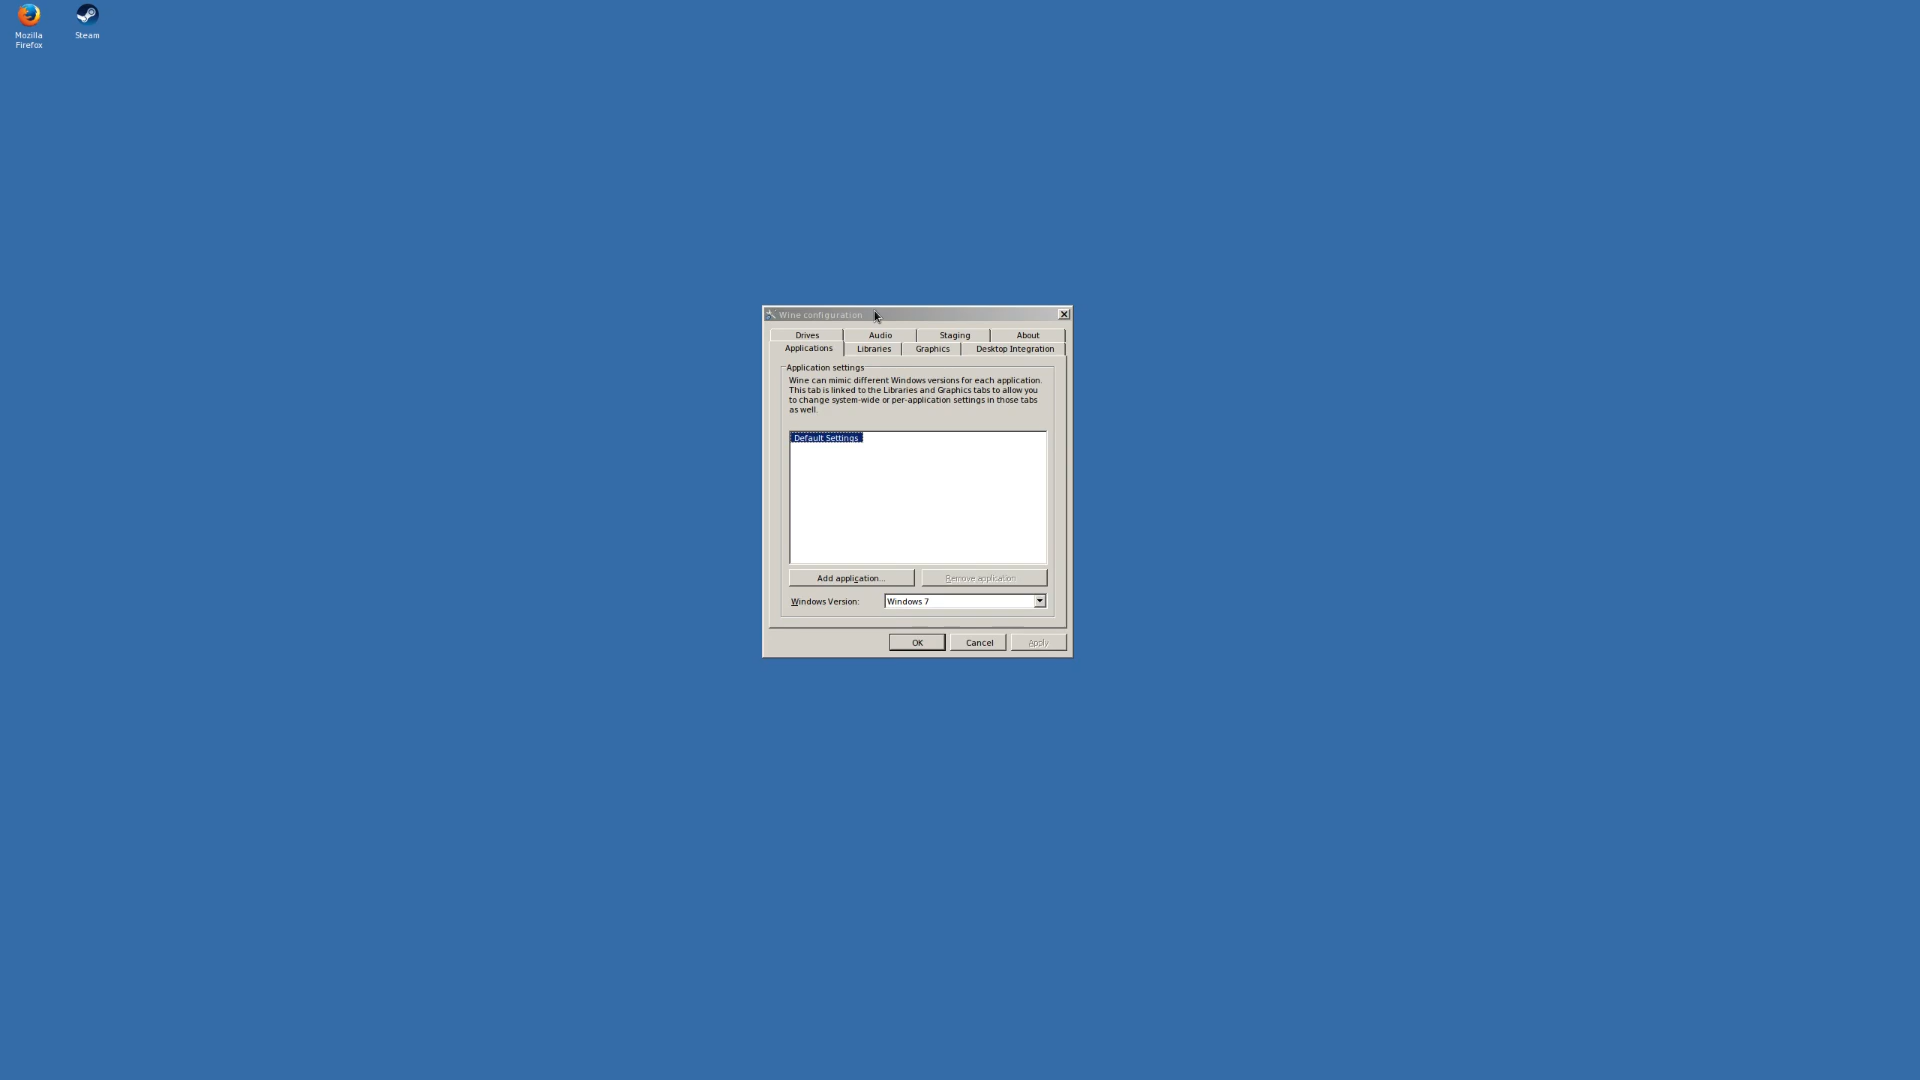 Mozilla
Firefox
Steam
Wine configuration
Drives
Audio
Staging
About
Applications
Libraries
Graphics
Desktop Integration
Application settings
Wine can mimic different Windows versions for each application.
This tab is linked to the Libraries and Graphics tabs to allow you
to change system-wide or per-application settings in those tabs
as well.
Default Settings
Add application...
Remove application
Windows Version:
Windows 7
OK
Cancel
Apply